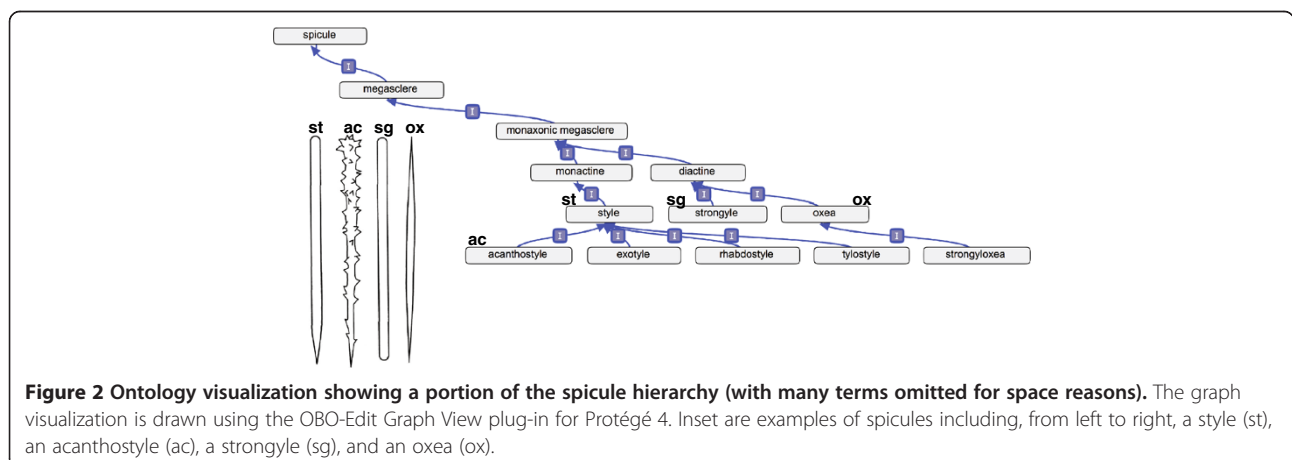 spicule
I
megasclere
I
st ac sg ox
monaxonic megasclere
I I
monactine diactine
I I I
st sg ox
style strongyle oxea
ac I I I I I
acanthostyle exotyle rhabdostyle tylostyle strongyloxea
Figure 2 Ontology visualization showing a portion of the spicule hierarchy (with many terms omitted for space reasons). The graph
visualization is drawn using the OBO-Edit Graph View plug-in for Protégé 4. Inset are examples of spicules including, from left to right, a style (st),
an acanthostyle (ac), a strongyle (sg), and an oxea (ox).